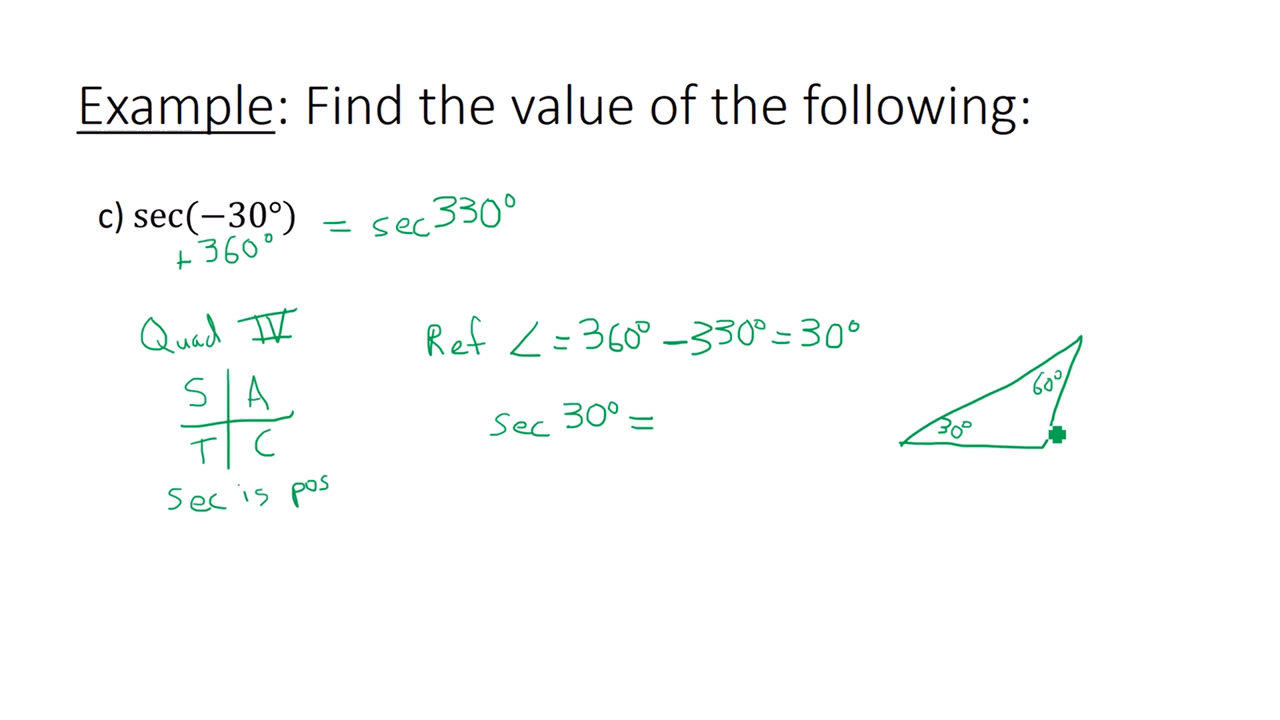 Example: Find the value of the following:
c) sec(−30°) = sec 330°
+360°
Quad IV
Ref ∠ = 360° − 330° = 30°
S A
T C
sec 30° =
60°
30°
Sec is pos